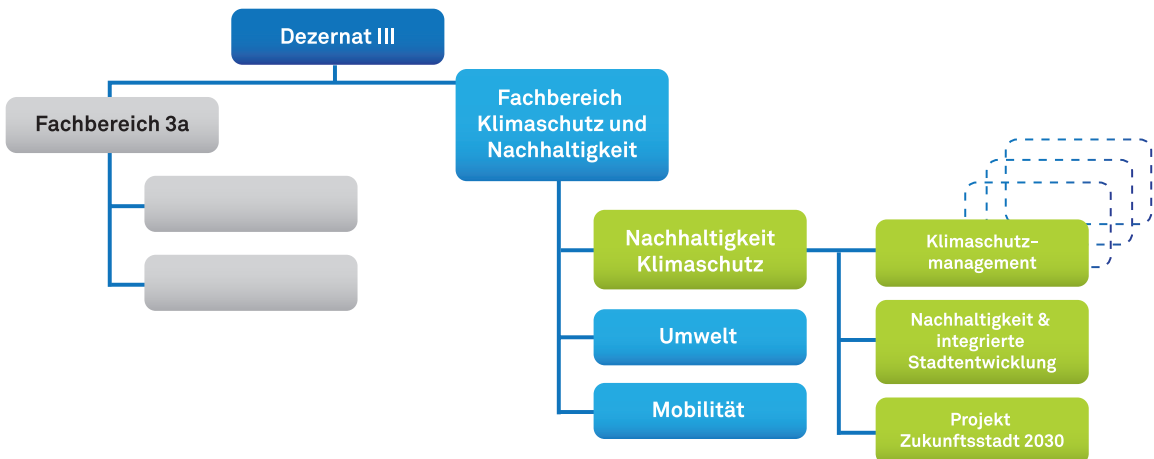 Dezernat III
Fachbereich 3a
Fachbereich
Klimaschutz und
Nachhaltigkeit
Nachhaltigkeit
Klimaschutz
Umwelt
Mobilität
Klimaschutz-
management
Nachhaltigkeit &
integrierte
Stadtentwicklung
Projekt
Zukunftsstadt 2030